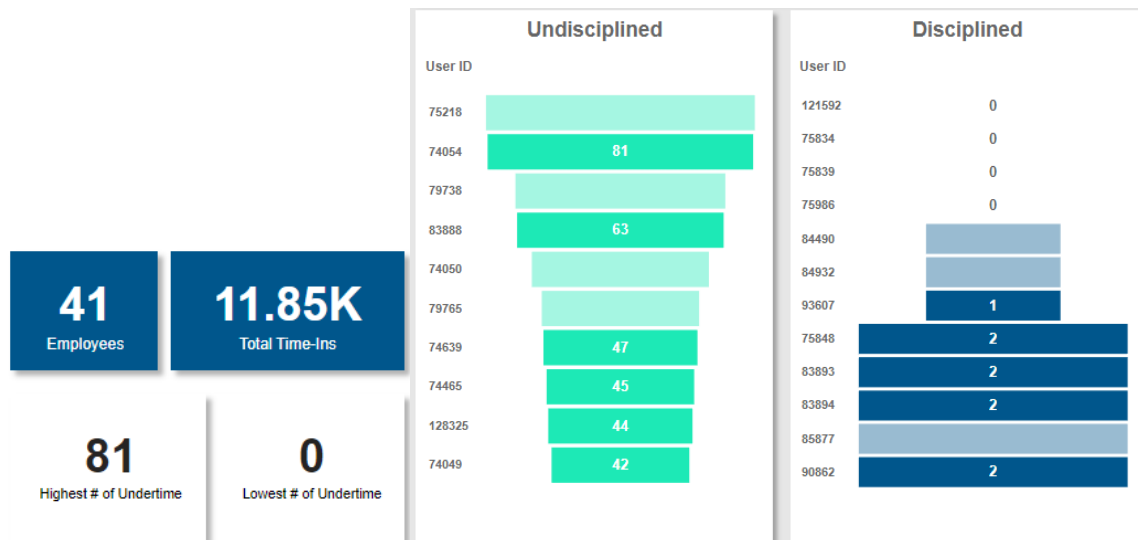 41
Employees
11.85K
Total Time-Ins
81
Highest # of Undertime
0
Lowest # of Undertime
Undisciplined
User ID
75218
74054 81
79738
83888 63
74050
79765
74639 47
74465 45
128325 44
74049 42
Disciplined
User ID
121592 0
75834 0
75839 0
75986 0
84490
84932
93607 1
75848 2
83893 2
83894 2
85877
90862 2